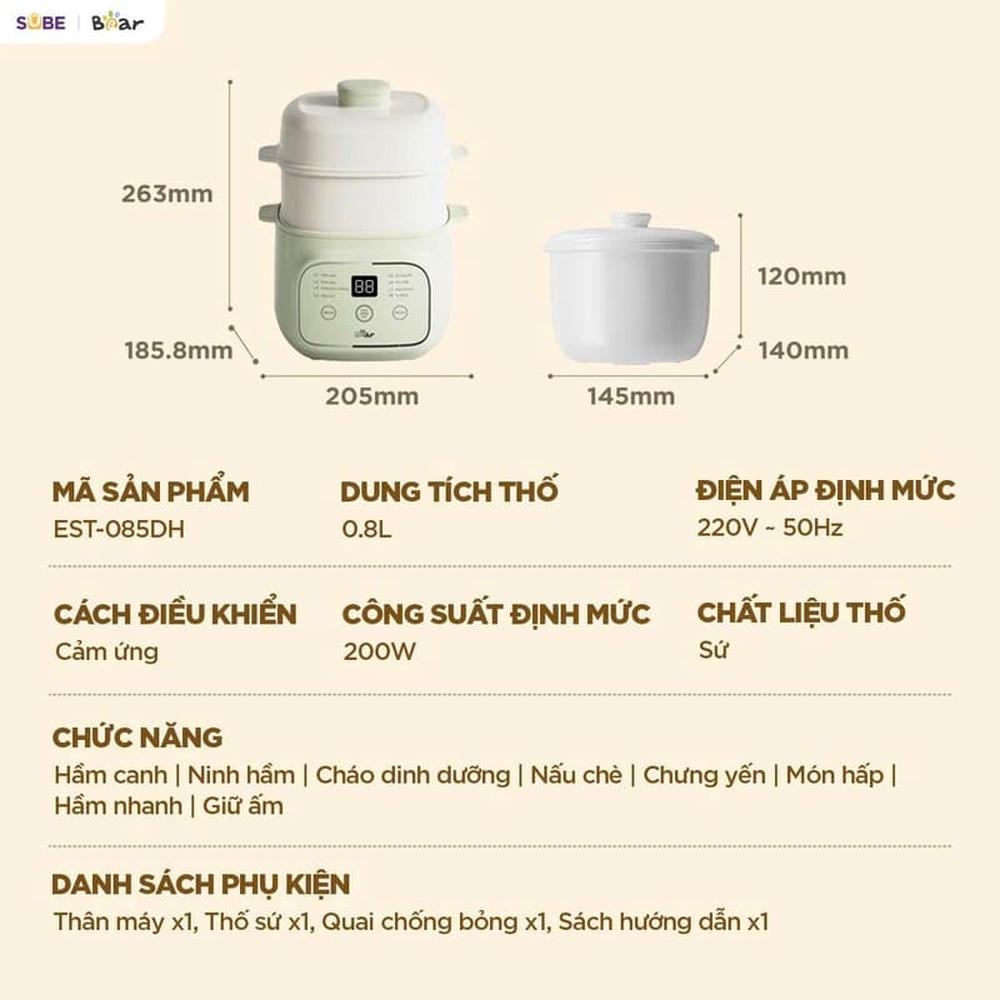 SUBE | Bear
263mm
120mm
185.8mm
140mm
205mm
145mm
88
Bear
MÃ SẢN PHẨM
EST-085DH
DUNG TÍCH THỐ
0.8L
ĐIỆN ÁP ĐỊNH MỨC
220V ~ 50Hz
CÁCH ĐIỀU KHIỂN
Cảm ứng
CÔNG SUẤT ĐỊNH MỨC
200W
CHẤT LIỆU THỐ
Sứ
CHỨC NĂNG
Hầm canh | Ninh hầm | Cháo dinh dưỡng | Nấu chè | Chưng yến | Món hấp |
Hầm nhanh | Giữ ấm
DANH SÁCH PHỤ KIỆN
Thân máy x1, Thố sứ x1, Quai chống bỏng x1, Sách hướng dẫn x1